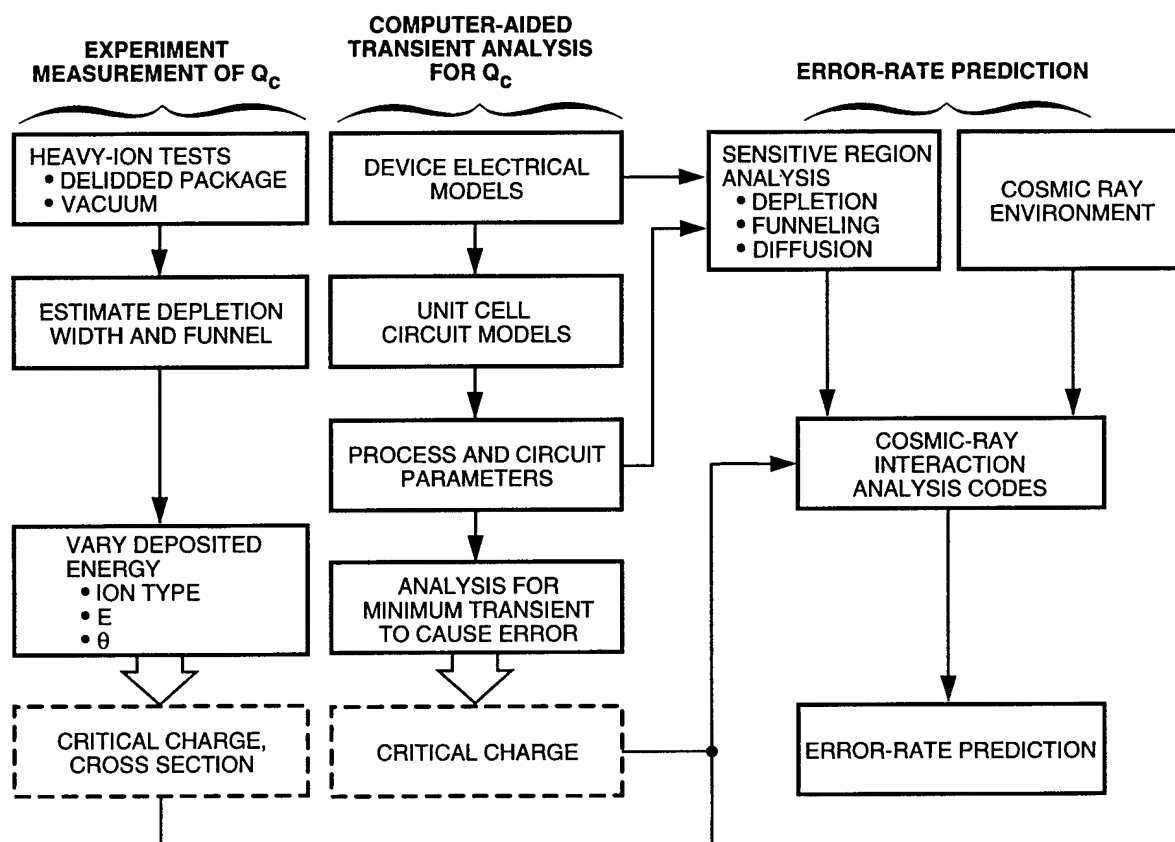 EXPERIMENT
MEASUREMENT OF Qc
HEAVY-ION TESTS
• DELIDDED PACKAGE
• VACUUM
ESTIMATE DEPLETION
WIDTH AND FUNNEL
VARY DEPOSITED
ENERGY
• ION TYPE
• E
• θ
CRITICAL CHARGE,
CROSS SECTION
COMPUTER-AIDED
TRANSIENT ANALYSIS
FOR Qc
DEVICE ELECTRICAL
MODELS
UNIT CELL
CIRCUIT MODELS
PROCESS AND CIRCUIT
PARAMETERS
ANALYSIS FOR
MINIMUM TRANSIENT
TO CAUSE ERROR
CRITICAL CHARGE
ERROR-RATE PREDICTION
SENSITIVE REGION
ANALYSIS
• DEPLETION
• FUNNELING
• DIFFUSION
COSMIC RAY
ENVIRONMENT
COSMIC-RAY
INTERACTION
ANALYSIS CODES
ERROR-RATE PREDICTION